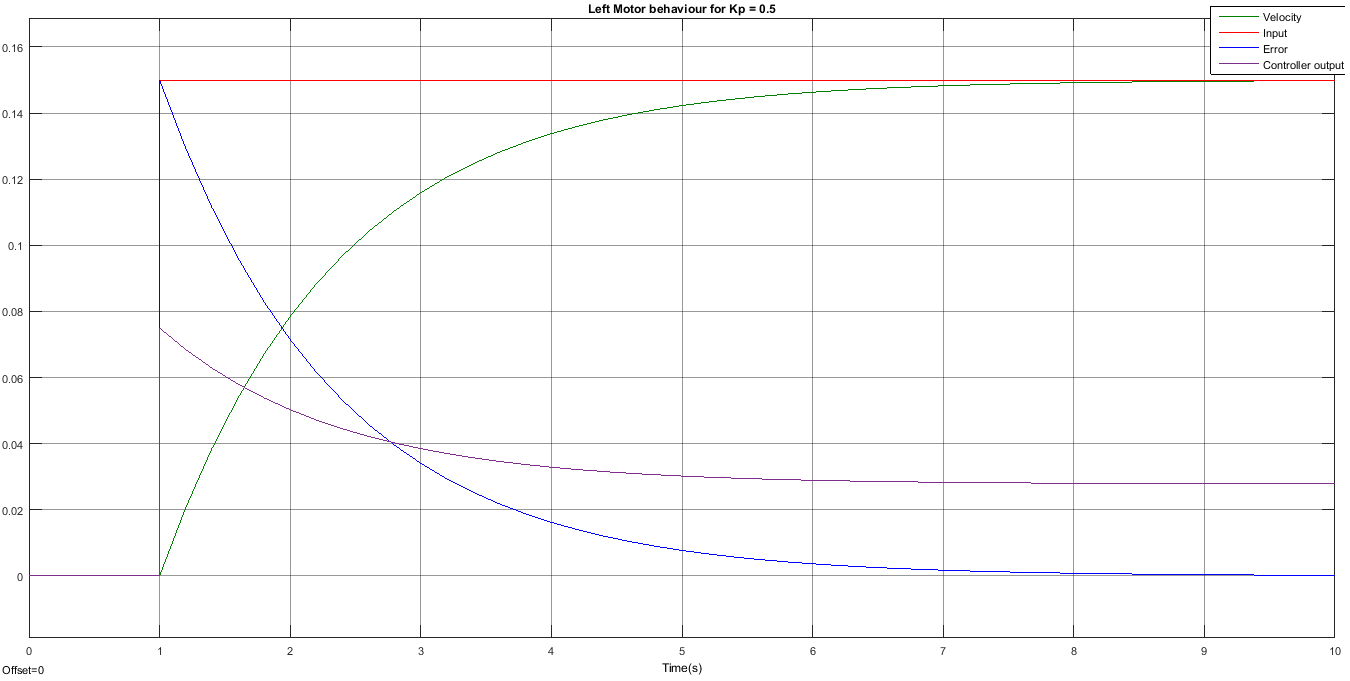 Left Motor behaviour for Kp = 0.5
Velocity
Input
Error
Controller output
0.16
0.14
0.12
0.1
0.08
0.06
0.04
0.02
0
0 1 2 3 4 5 6 7 8 9 10
Time(s)
Offset=0